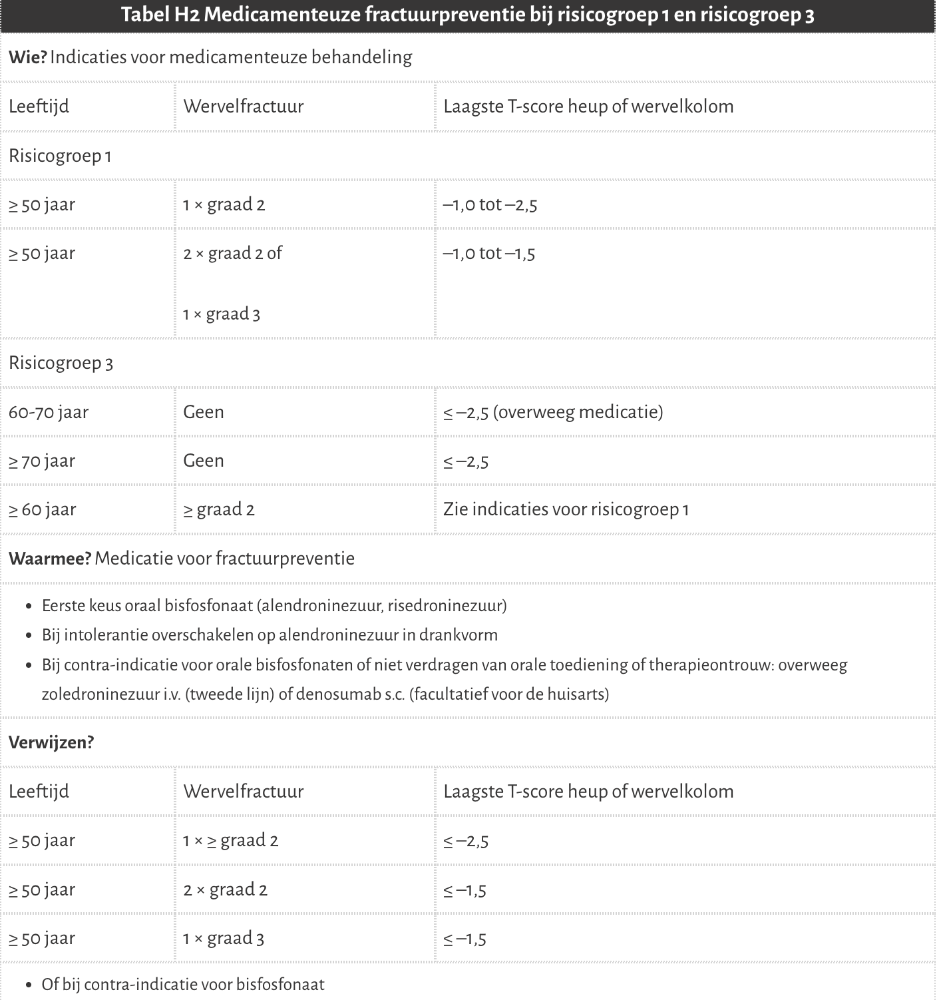 Tabel H2 Medicamenteuze fractuurpreventie bij risicogroep 1 en risicogroep 3
Wie? Indicaties voor medicamenteuze behandeling
Leeftijd Wervelfractuur Laagste T-score heup of wervelkolom
Risicogroep 1
≥ 50 jaar 1 × graad 2 –1,0 tot –2,5
≥ 50 jaar 2 × graad 2 of –1,0 tot –1,5
1 × graad 3
Risicogroep 3
60-70 jaar Geen ≤ –2,5 (overweeg medicatie)
≥ 70 jaar Geen ≤ –2,5
≥ 60 jaar ≥ graad 2 Zie indicaties voor risicogroep 1
Waarmee? Medicatie voor fractuurpreventie
• Eerste keus oraal bisfosfonaat (alendroninezuur, risedroninezuur)
• Bij intolerantie overschakelen op alendroninezuur in drankvorm
• Bij contra-indicatie voor orale bisfosfonaten of niet verdragen van orale toediening of therapieontrouw: overweeg
zoledroninezuur i.v. (tweede lijn) of denosumab s.c. (facultatief voor de huisarts)
Verwijzen?
Leeftijd Wervelfractuur Laagste T-score heup of wervelkolom
≥ 50 jaar 1 × ≥ graad 2 ≤ –2,5
≥ 50 jaar 2 × graad 2 ≤ –1,5
≥ 50 jaar 1 × graad 3 ≤ –1,5
• Of bij contra-indicatie voor bisfosfonaat